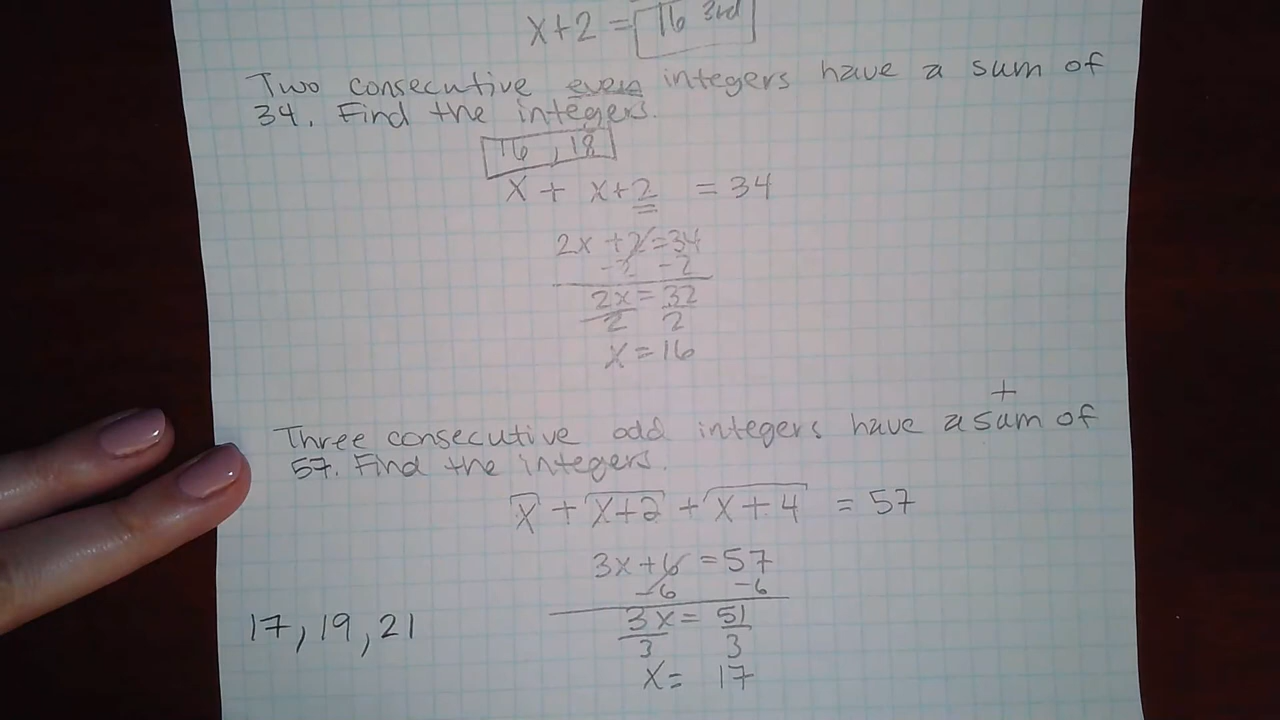 x+2 = 16 3rd
Two consecutive even integers have a sum of
34. Find the integers.
16, 18
x + x+2 = 34
2x +2=34
-2 -2
2x = 32
2 2
x = 16
+
Three consecutive odd integers have a sum of
57. Find the integers.
x + x+2 + x+4 = 57
3x+6 = 57
-6 -6
3x = 51
3 3
17, 19, 21
x = 17